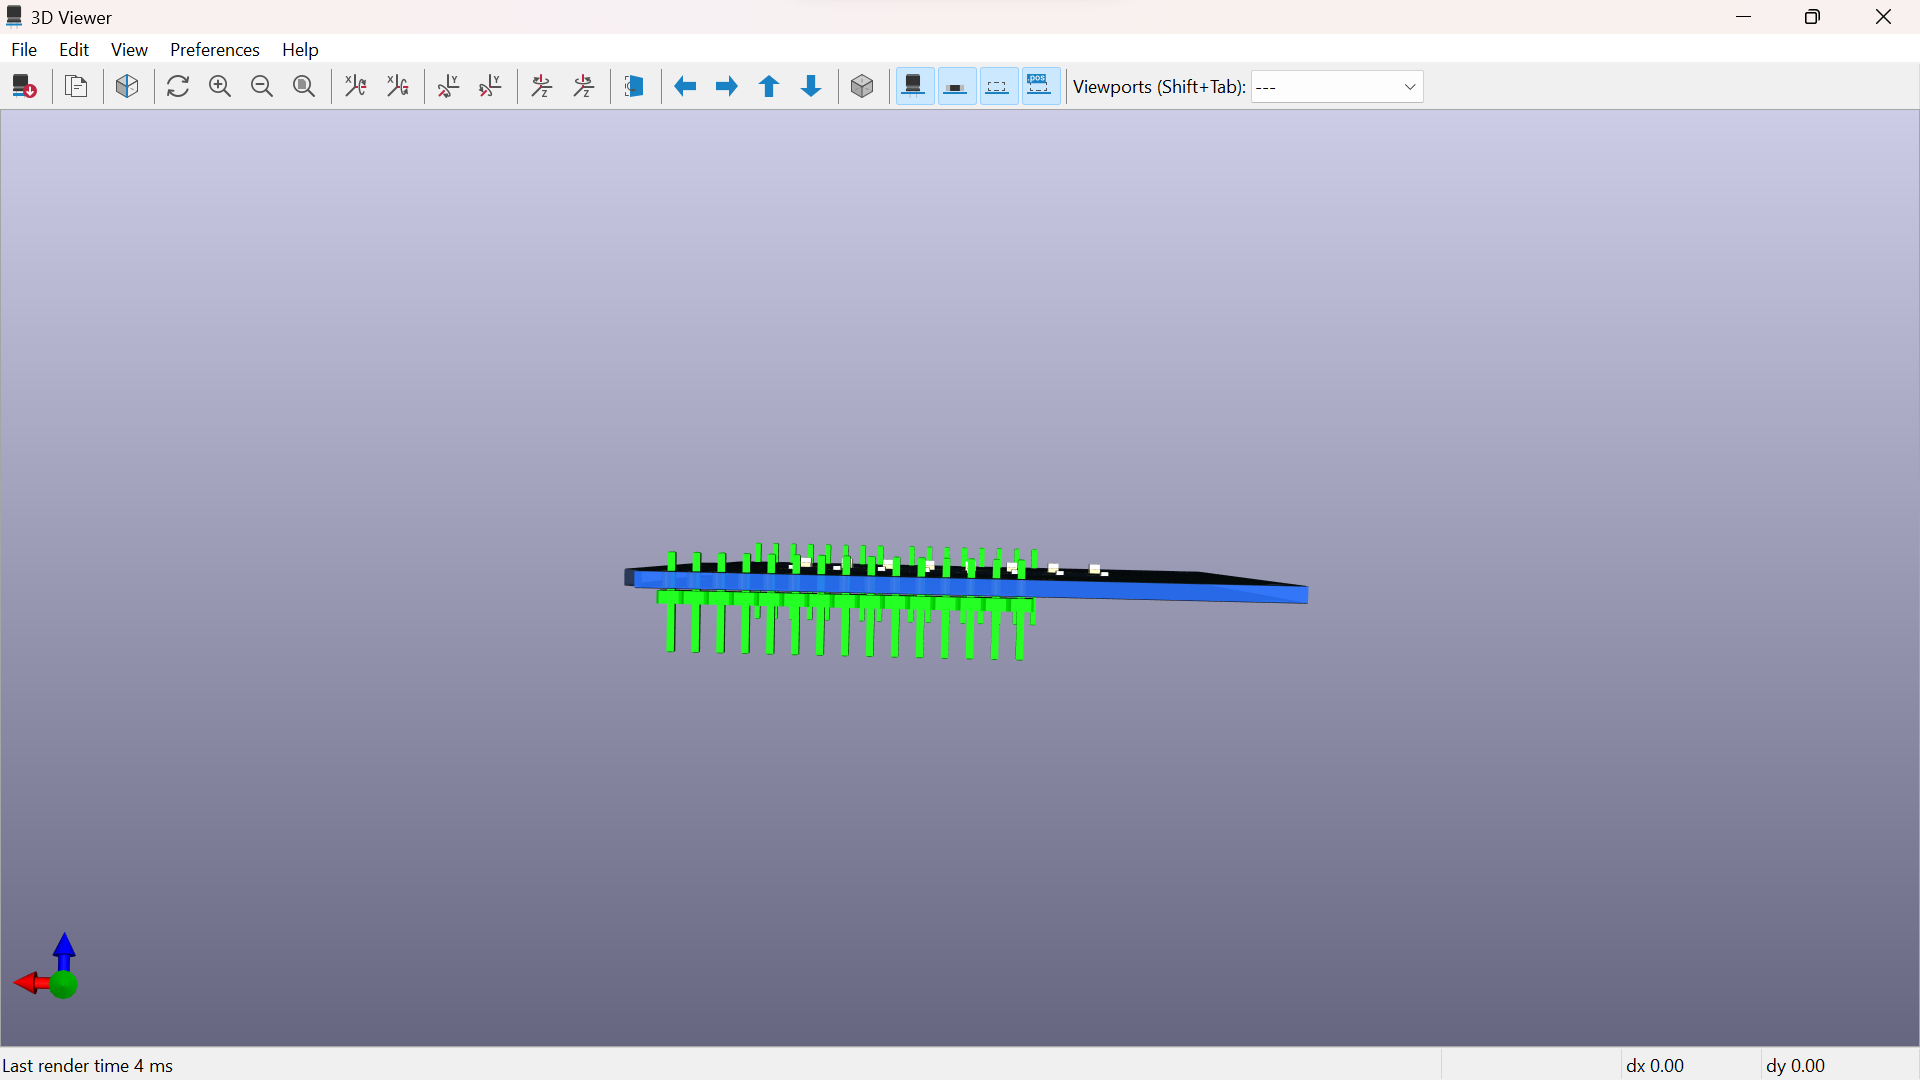 3D Viewer
File Edit View Preferences Help
Viewports (Shift+Tab): ---
Last render time 4 ms
dx 0.00
dy 0.00